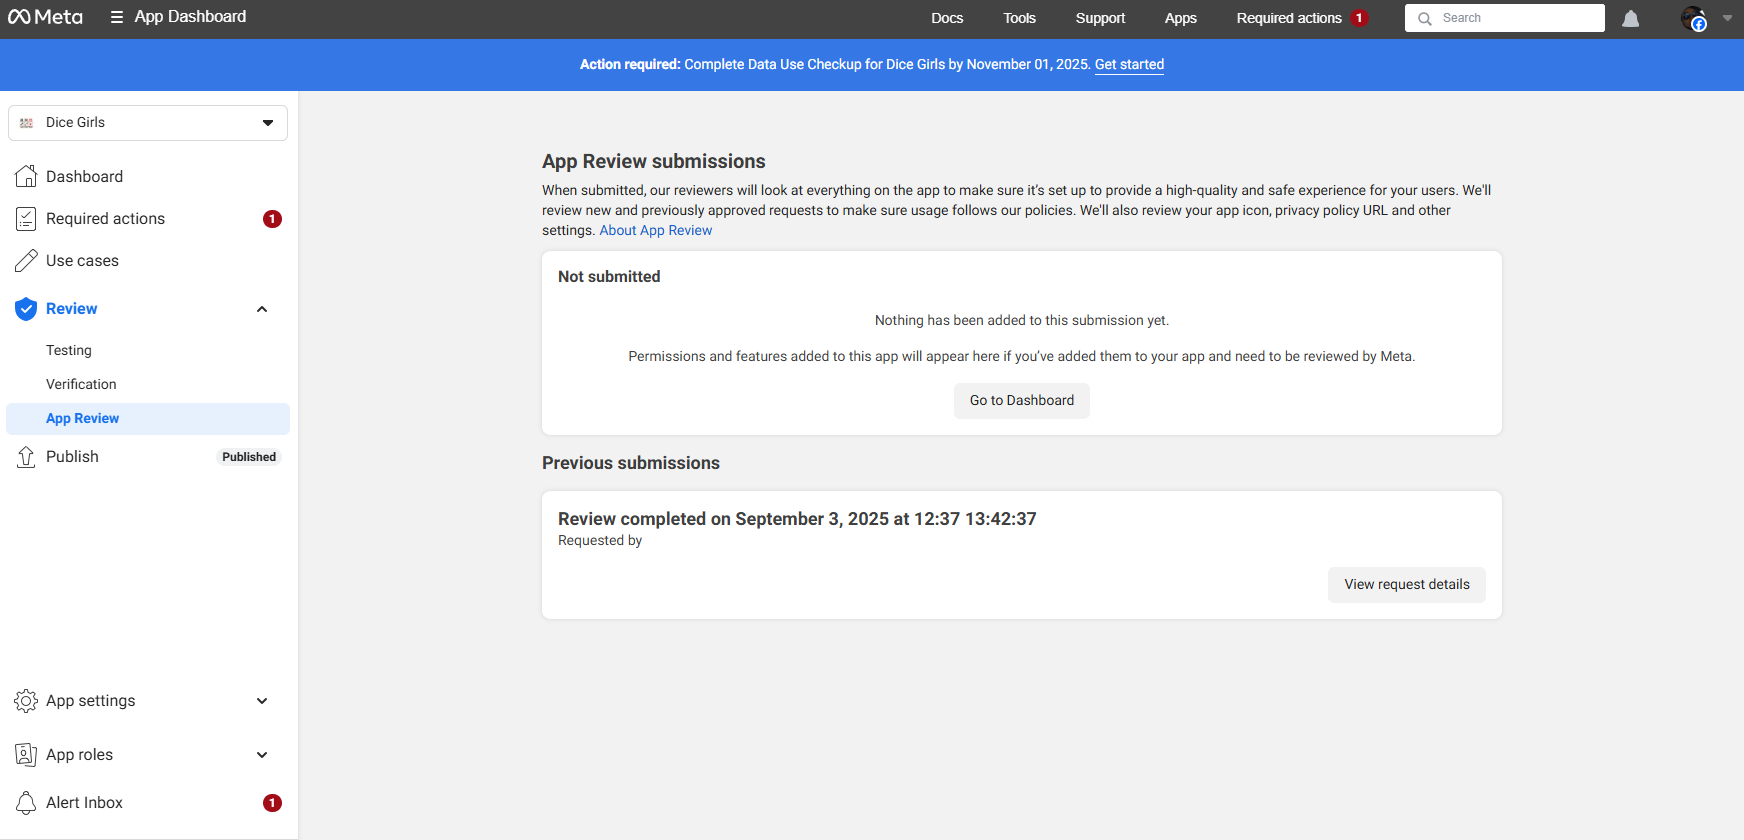 Meta
App Dashboard
Docs
Tools
Support
Apps
Required actions 1
Search
Action required: Complete Data Use Checkup for Dice Girls by November 01, 2025. Get started
Dice Girls
Dashboard
Required actions 1
Use cases
Review
Testing
Verification
App Review
Publish Published
App settings
App roles
Alert Inbox 1
App Review submissions
When submitted, our reviewers will look at everything on the app to make sure it's set up to provide a high-quality and safe experience for your users. We'll
review new and previously approved requests to make sure usage follows our policies. We'll also review your app icon, privacy policy URL and other
settings. About App Review
Not submitted
Nothing has been added to this submission yet.
Permissions and features added to this app will appear here if you've added them to your app and need to be reviewed by Meta.
Go to Dashboard
Previous submissions
Review completed on September 3, 2025 at 12:37 13:42:37
Requested by
View request details